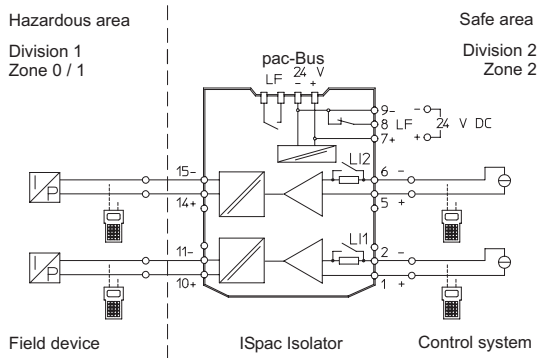 Hazardous area
Safe area
Division 1
Zone 0 / 1
Division 2
Zone 2
pac-Bus
LF 24 V
- +
9-
8 LF
7+
- 
+
24 V DC
15-
14+
LI2
6 -
5 +
I
P
11-
10+
LI1
2 -
1 +
I
P
Field device
ISpac Isolator
Control system